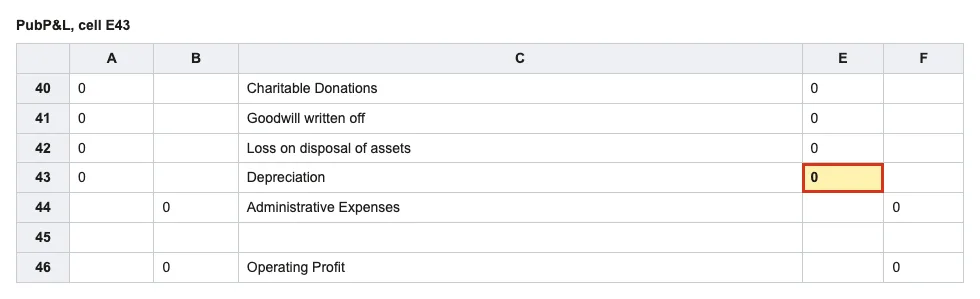 PubP&L, cell E43
A B C E F
40 0 Charitable Donations 0
41 0 Goodwill written off 0
42 0 Loss on disposal of assets 0
43 0 Depreciation 0
44 0 Administrative Expenses 0
45
46 0 Operating Profit 0